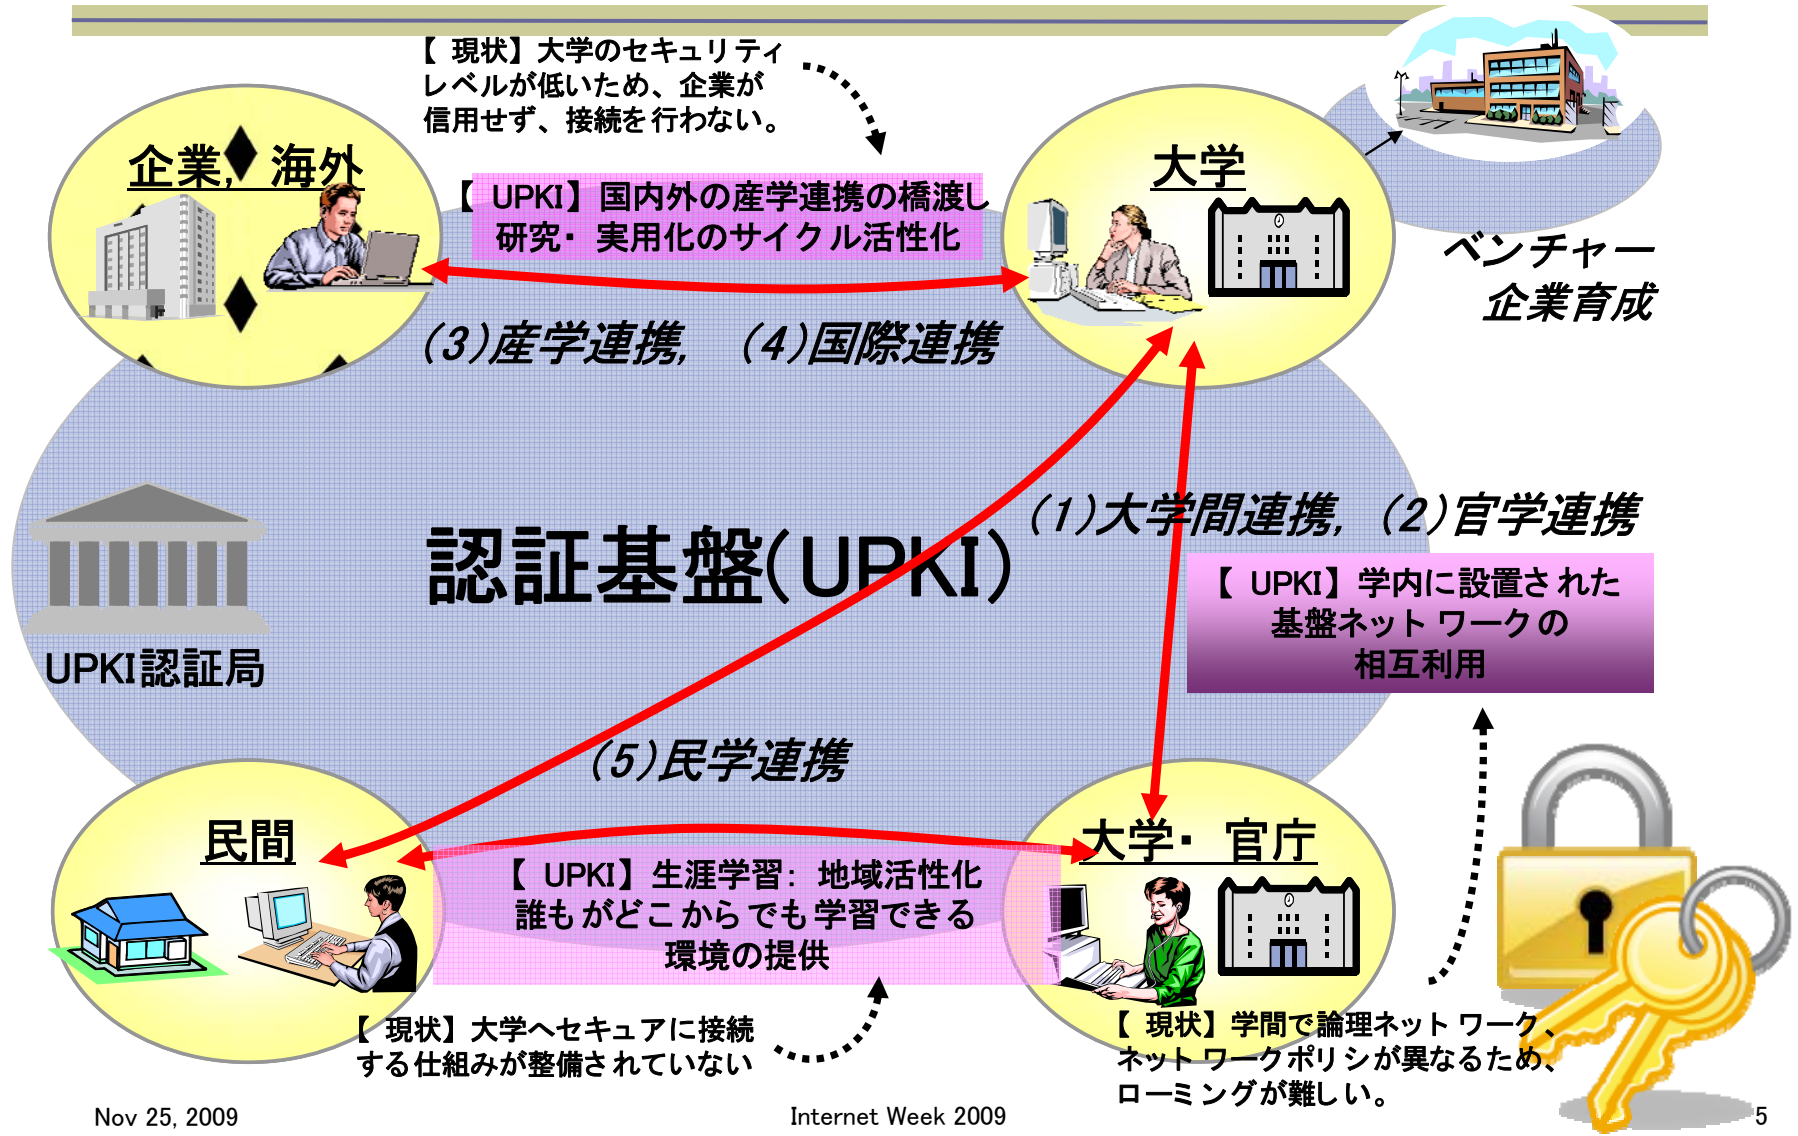 【現状】大学のセキュリティ
レベルが低いため、企業が
信用せず、接続を行わない。
企業, 海外
大学
【UPKI】国内外の産学連携の橋渡し
研究・実用化のサイクル活性化
ベンチャー
企業育成
(3)産学連携, (4)国際連携
(1)大学間連携, (2)官学連携
認証基盤(UPKI)
【UPKI】学内に設置された
基盤ネットワークの
相互利用
UPKI認証局
(5)民学連携
民間
大学・官庁
【UPKI】生涯学習: 地域活性化
誰もがどこからでも学習できる
環境の提供
【現状】大学へセキュアに接続
する仕組みが整備されていない
【現状】学間で論理ネットワーク、
ネットワークポリシが異なるため、
ローミングが難しい。
Nov 25, 2009
Internet Week 2009
5